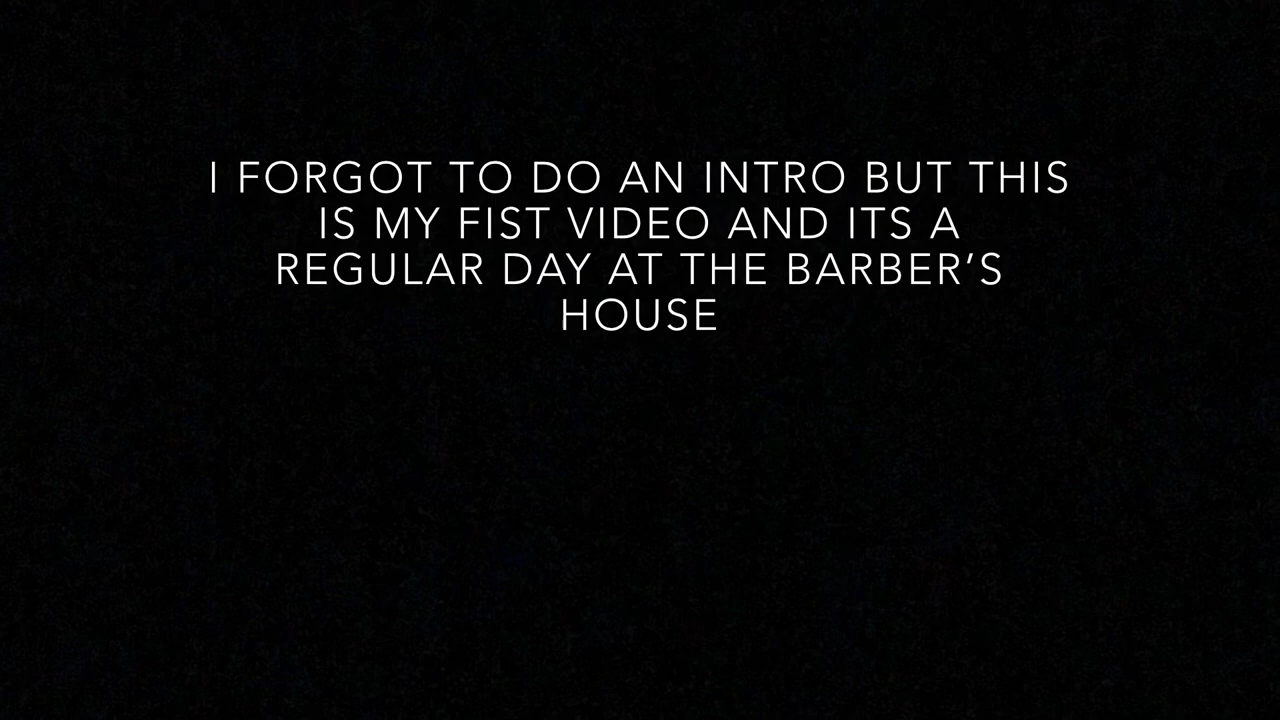 I FORGOT TO DO AN INTRO BUT THIS
IS MY FIST VIDEO AND ITS A
REGULAR DAY AT THE BARBER’S
HOUSE